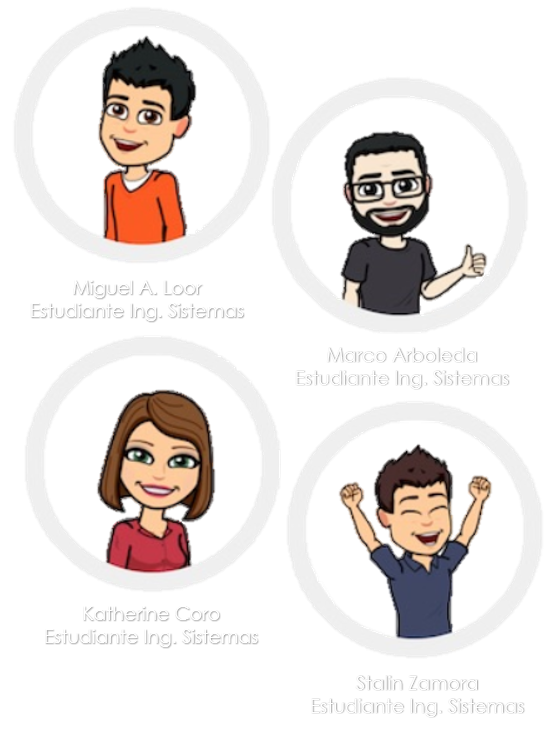 Miguel A. Loor
Estudiante Ing. Sistemas
Marco Arboleda
Estudiante Ing. Sistemas
Katherine Coro
Estudiante Ing. Sistemas
Stalin Zamora
Estudiante Ing. Sistemas